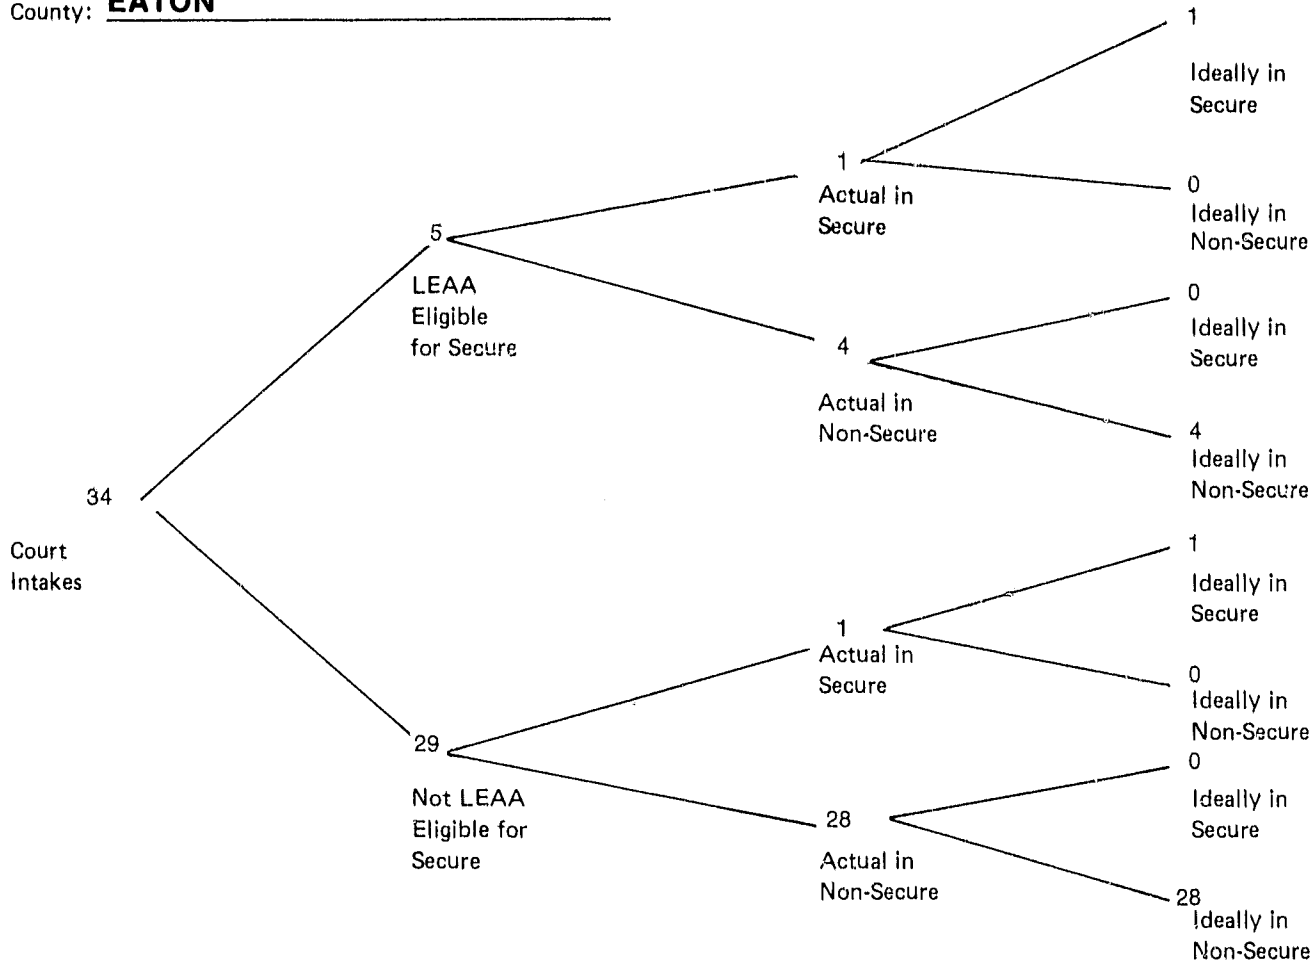 County: EATON
1
Ideally in
Secure
1
Actual in
Secure
0
Ideally in
Non-Secure
5
LEAA
Eligible
for Secure
0
Ideally in
Secure
4
Actual in
Non-Secure
4
Ideally in
Non-Secure
34
Court
Intakes
1
Ideally in
Secure
1
Actual in
Secure
0
Ideally in
Non-Secure
29
Not LEAA
Eligible for
Secure
0
Ideally in
Secure
28
Actual in
Non-Secure
28
Ideally in
Non-Secure